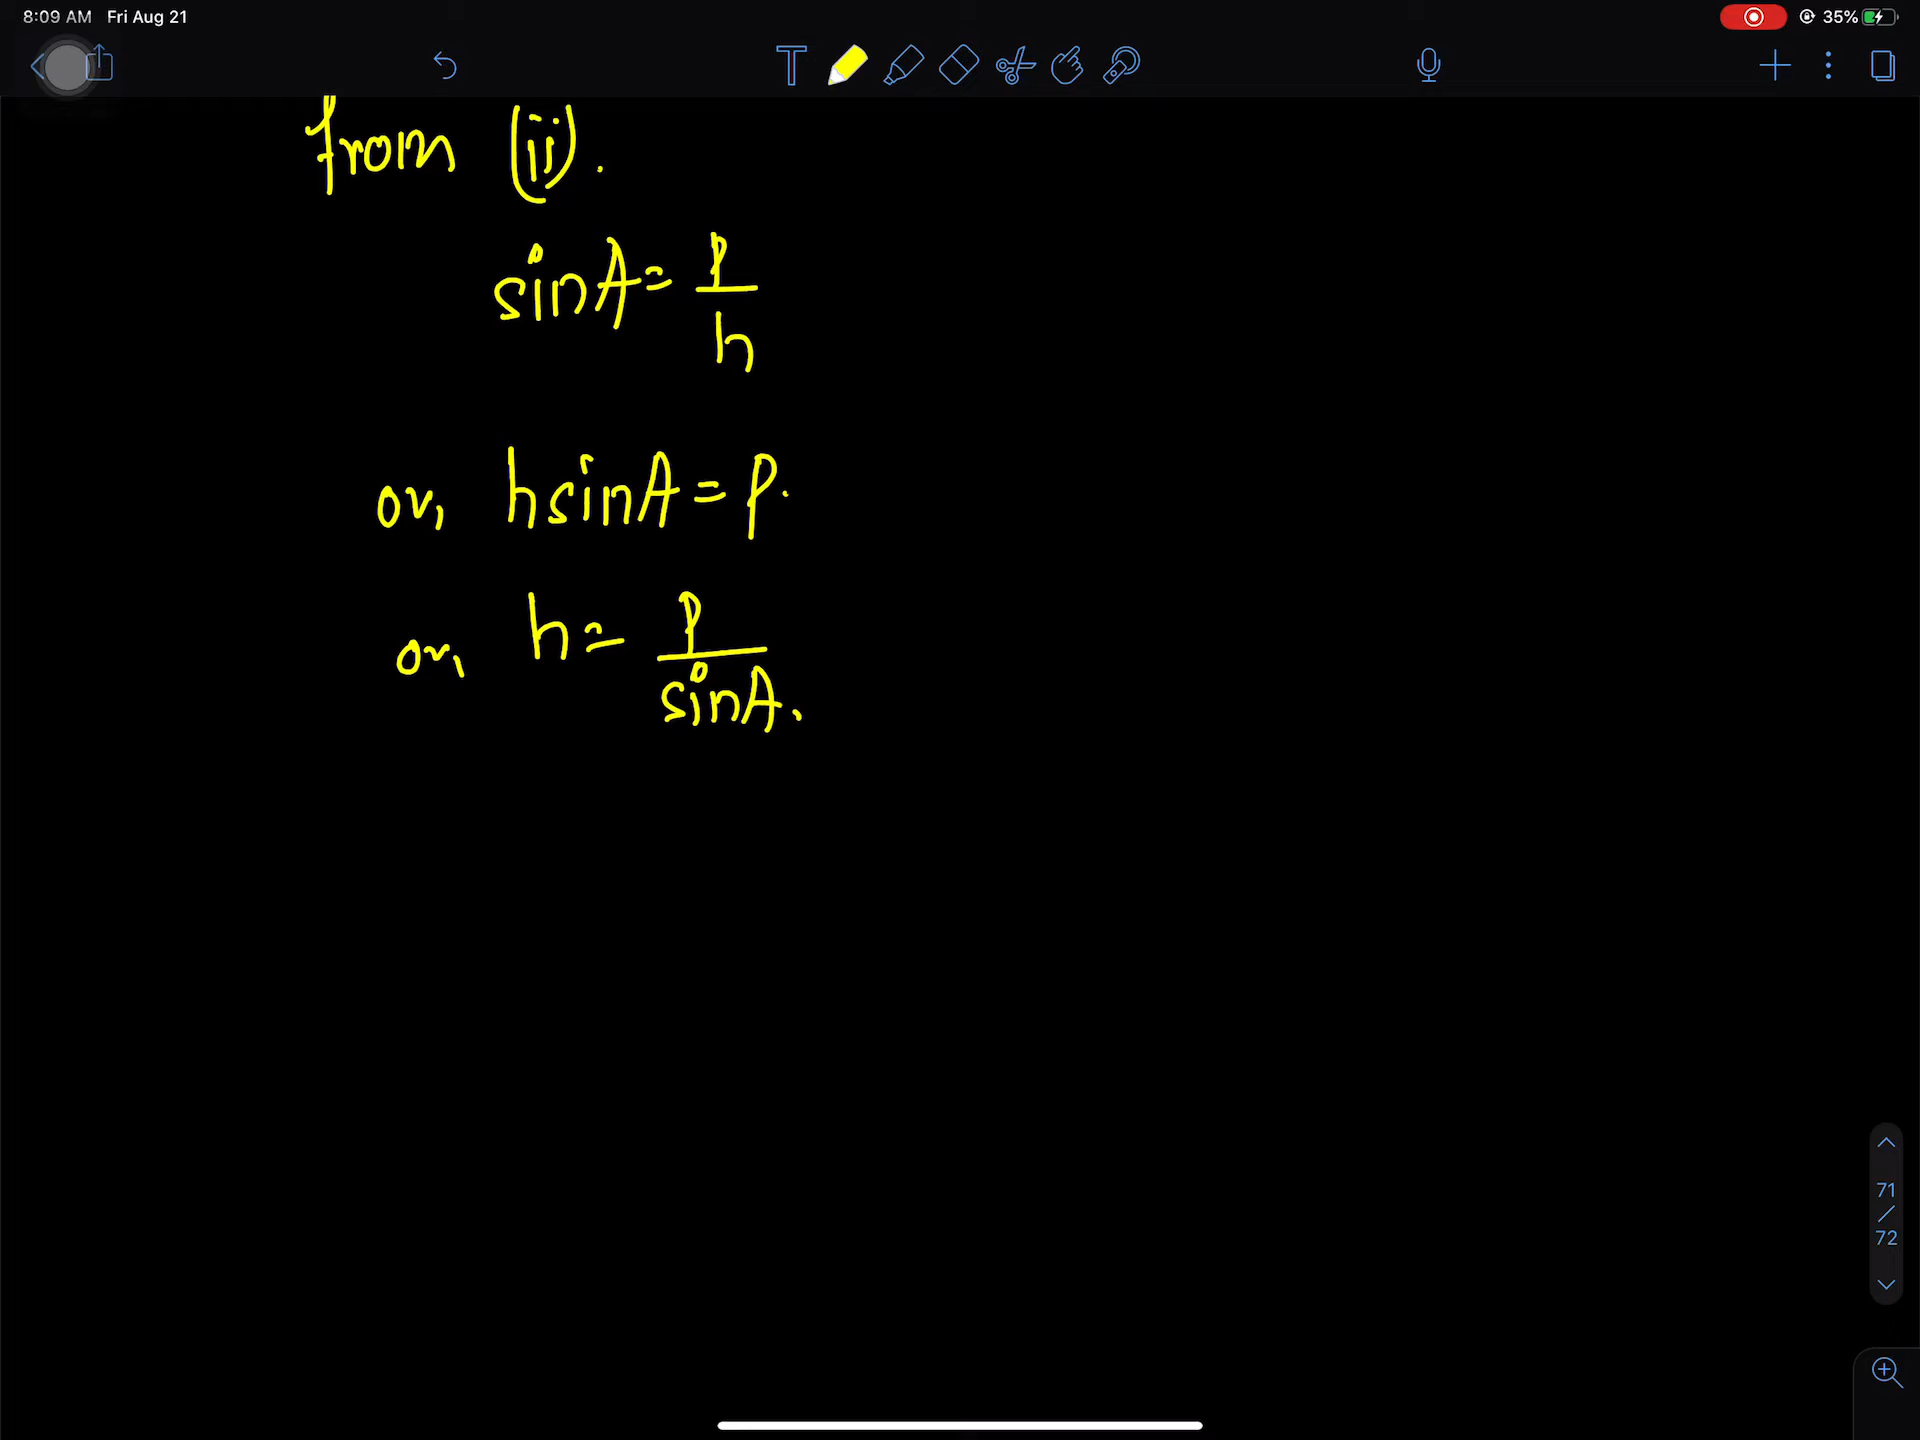 8:09 AM Fri Aug 21 35%
from (ii).
sinA = p/h
or, hsinA = p.
or, h = p/sinA.
71
/
72